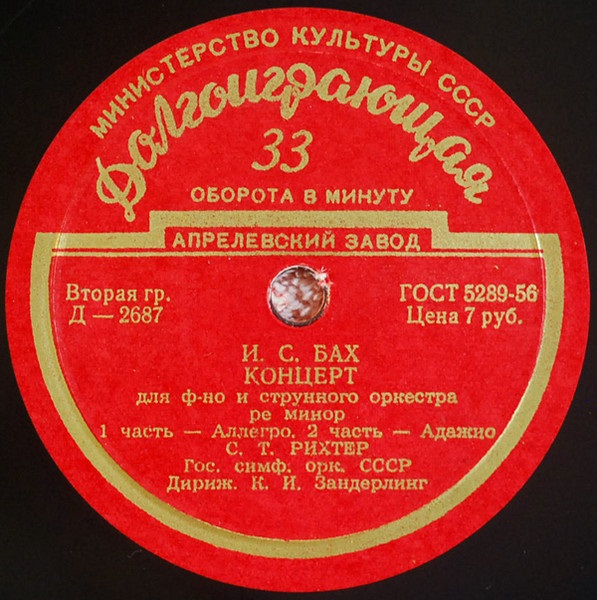 МИНИСТЕРСТВО КУЛЬТУРЫ СССР
Долгоиграющая
33
ОБОРОТА В МИНУТУ
АПРЕЛЕВСКИЙ ЗАВОД
Вторая гр.
Д — 2687
ГОСТ 5289-56
Цена 7 руб.
И. С. БАХ
КОНЦЕРТ
для ф-но и струнного оркестра
ре минор
1 часть — Аллегро, 2 часть — Адажио
С. Т. РИХТЕР
Гос. симф. орк. СССР
Дириж. К. И. Зандерлинг